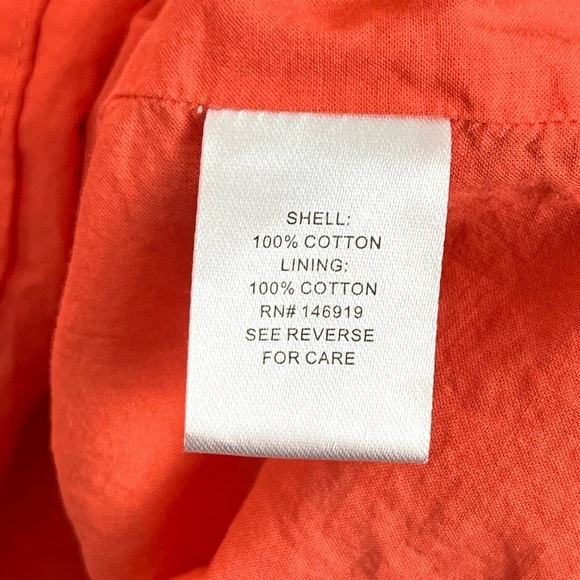 SHELL:
100% COTTON
LINING:
100% COTTON
RN# 146919
SEE REVERSE
FOR CARE